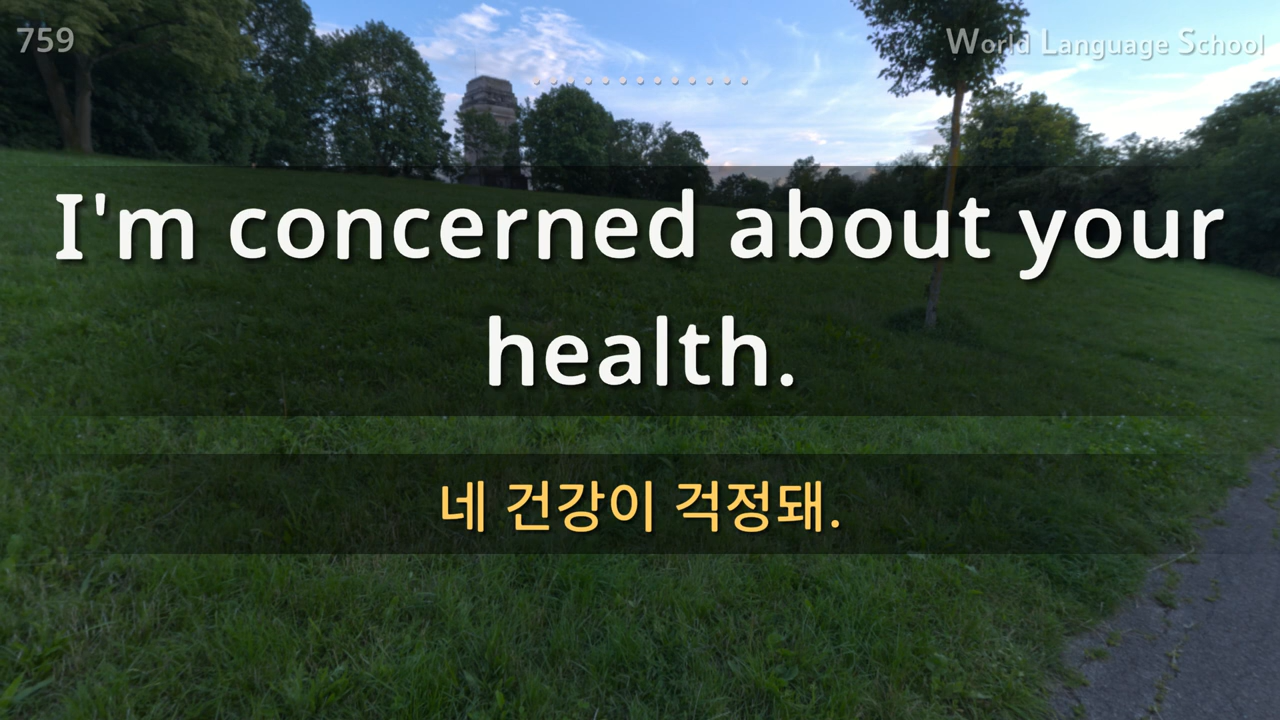 759
World Language School
I'm concerned about your
health.
네 건강이 걱정돼.